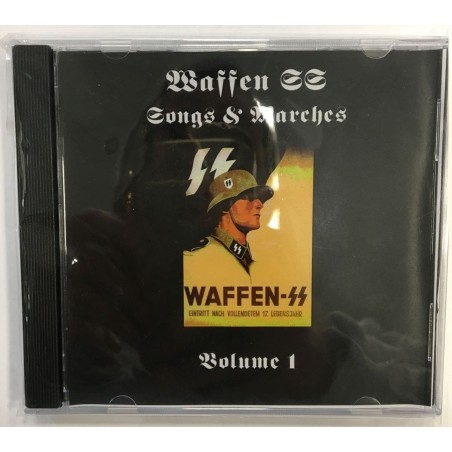 Waffen SS
Songs & Marches
WAFFEN-SS
EINTRITT NACH VOLLENDETEM 17. LEBENSJAHR
Volume 1